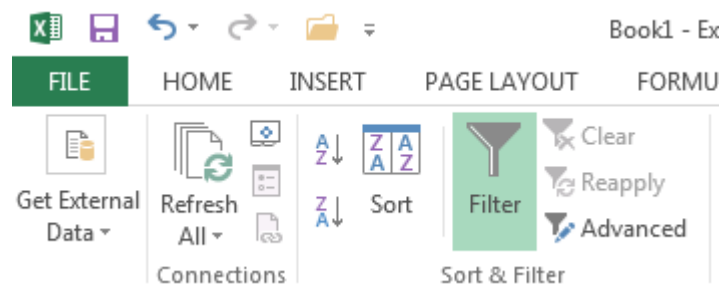 Book1 - Ex
FILE HOME INSERT PAGE LAYOUT FORMU
Get External Data
Refresh All
Sort
Filter
Clear
Reapply
Advanced
Connections
Sort & Filter